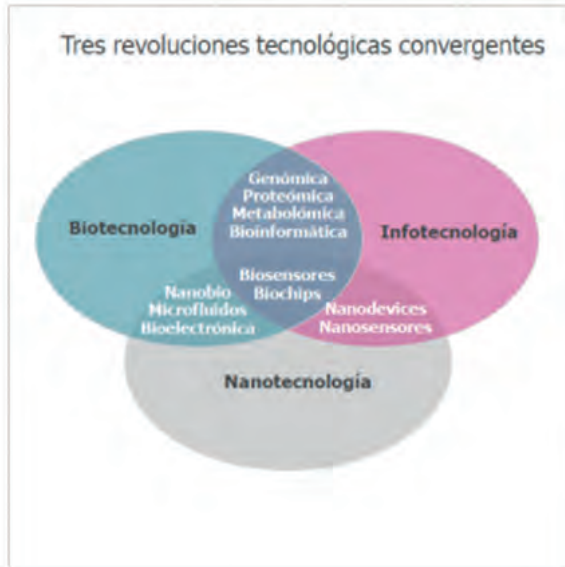 Tres revoluciones tecnológicas convergentes
Genómica
Proteómica
Metabolómica
Bioinformática
Biotecnología
Infotecnología
Biosensores
Biochips
Nanobio
Microfluidos
Bioelectrónica
Nanodevices
Nanosensores
Nanotecnología